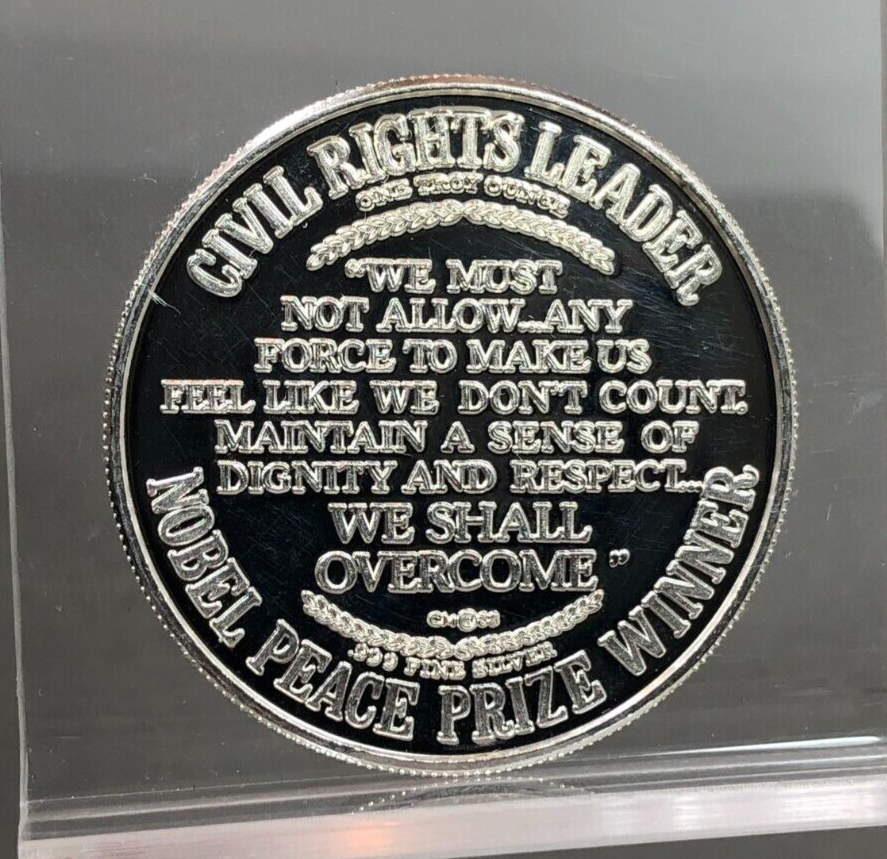 CIVIL RIGHTS LEADER
ONE TROY OUNCE
"WE MUST
NOT ALLOW...ANY
FORCE TO MAKE US
FEEL LIKE WE DON'T COUNT.
MAINTAIN A SENSE OF
DIGNITY AND RESPECT....
WE SHALL
OVERCOME"
.999 FINE SILVER
NOBEL PEACE PRIZE WINNER